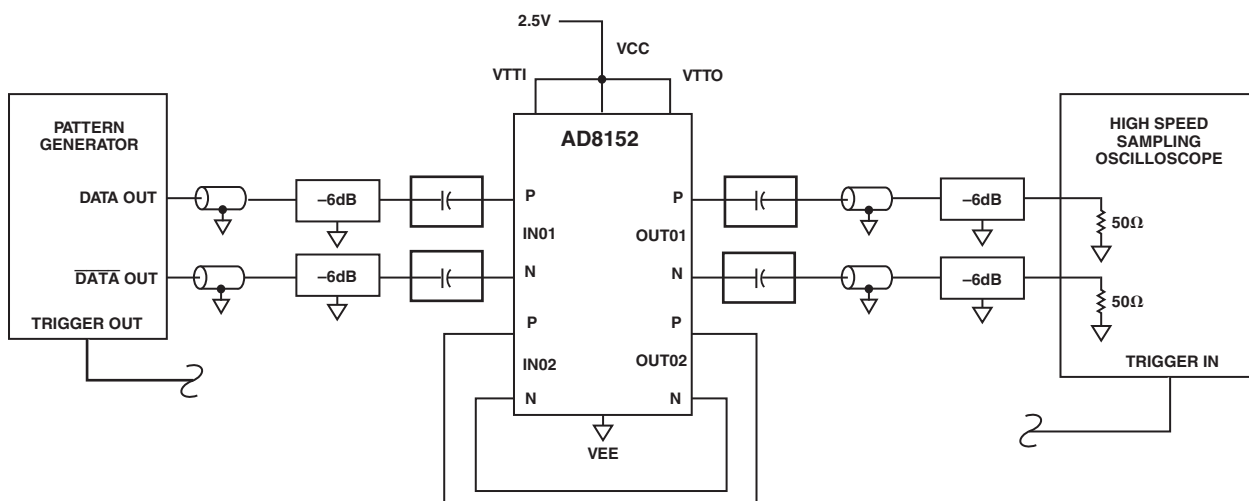 2.5V
VCC
VTTI
VTTO
PATTERN
GENERATOR
DATA OUT
DATA OUT
TRIGGER OUT
–6dB
–6dB
AD8152
P
IN01
N
P
IN02
N
P
OUT01
N
P
OUT02
N
VEE
–6dB
–6dB
HIGH SPEED
SAMPLING
OSCILLOSCOPE
50Ω
50Ω
TRIGGER IN